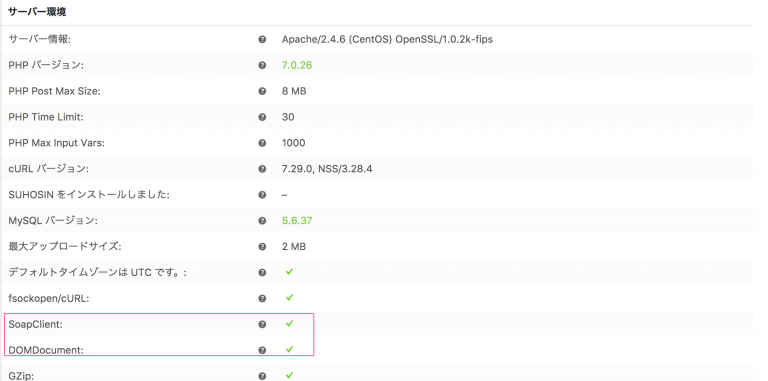 サーバー環境
サーバー情報: Apache/2.4.6 (CentOS) OpenSSL/1.0.2k-fips
PHP バージョン: 7.0.26
PHP Post Max Size: 8 MB
PHP Time Limit: 30
PHP Max Input Vars: 1000
cURL バージョン: 7.29.0, NSS/3.28.4
SUHOSIN をインストールしました: –
MySQL バージョン: 5.6.37
最大アップロードサイズ: 2 MB
デフォルトタイムゾーンは UTC です。: ✔
fsockopen/cURL: ✔
SoapClient: ✔
DOMDocument: ✔
GZip: ✔